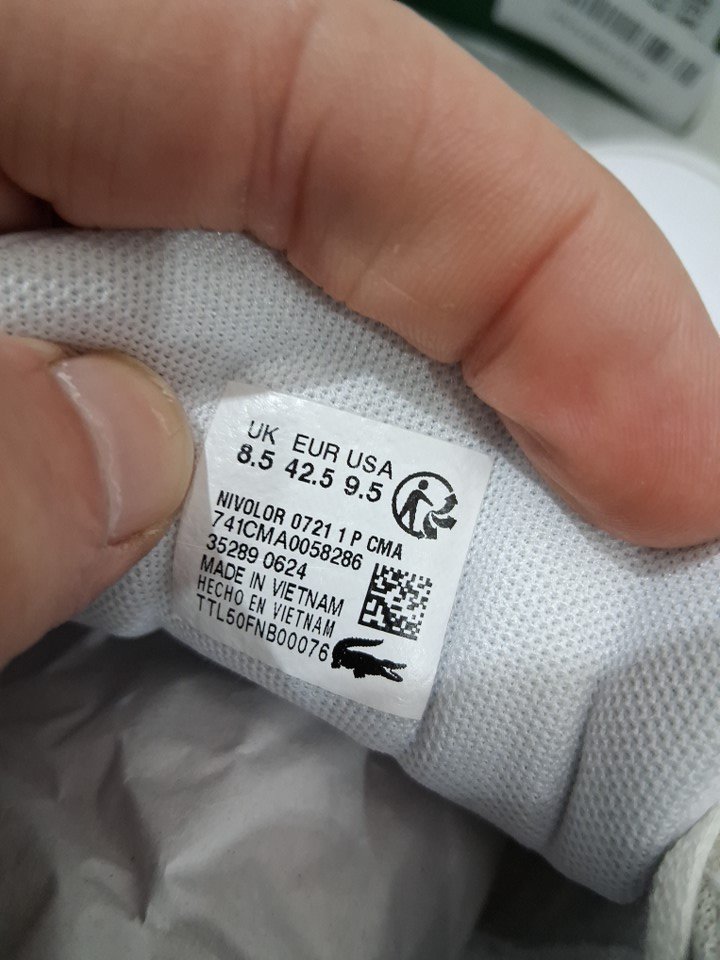 UK EUR USA
8.5 42.5 9.5
NIVOLOR 0721 1 P CMA
741CMA0058286
35289 0624
MADE IN VIETNAM
HECHO EN VIETNAM
TTL50FNB00076